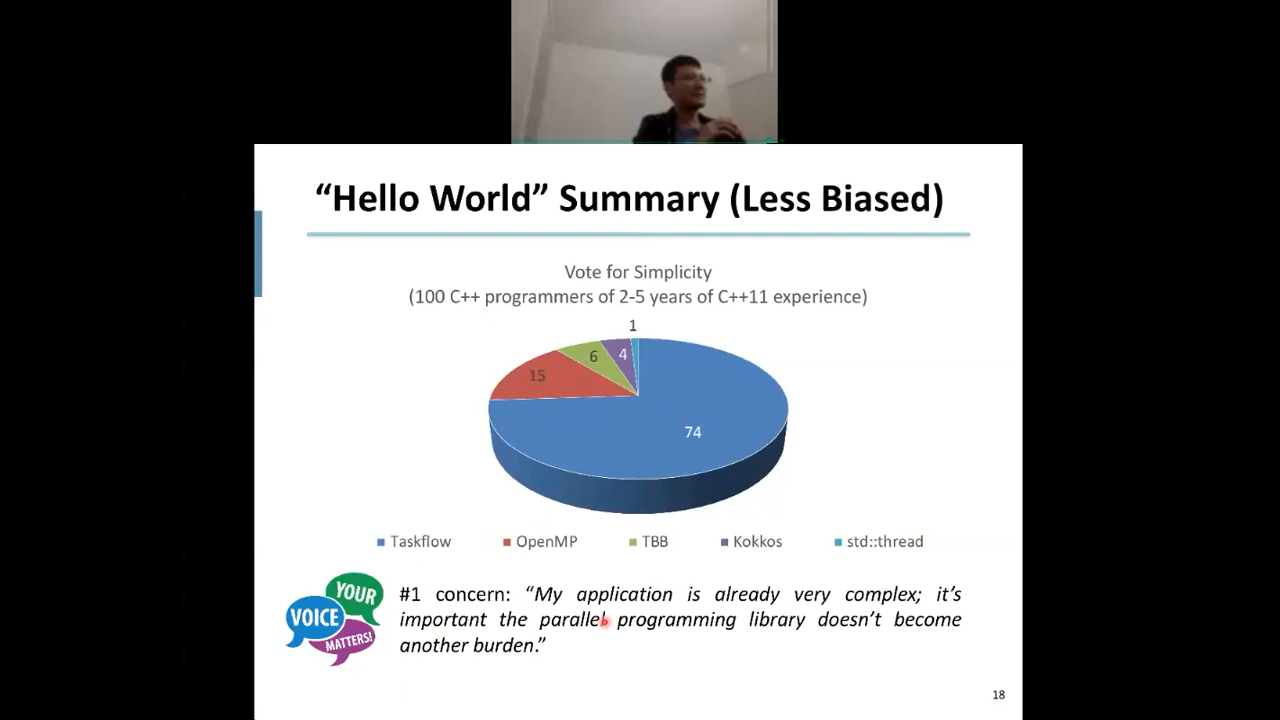 “Hello World” Summary (Less Biased)
Vote for Simplicity
(100 C++ programmers of 2-5 years of C++11 experience)
1
4
6
15
74
Taskflow OpenMP TBB Kokkos std::thread
YOUR
VOICE
MATTERS!
#1 concern: “My application is already very complex; it’s
important the parallel programming library doesn’t become
another burden.”
18